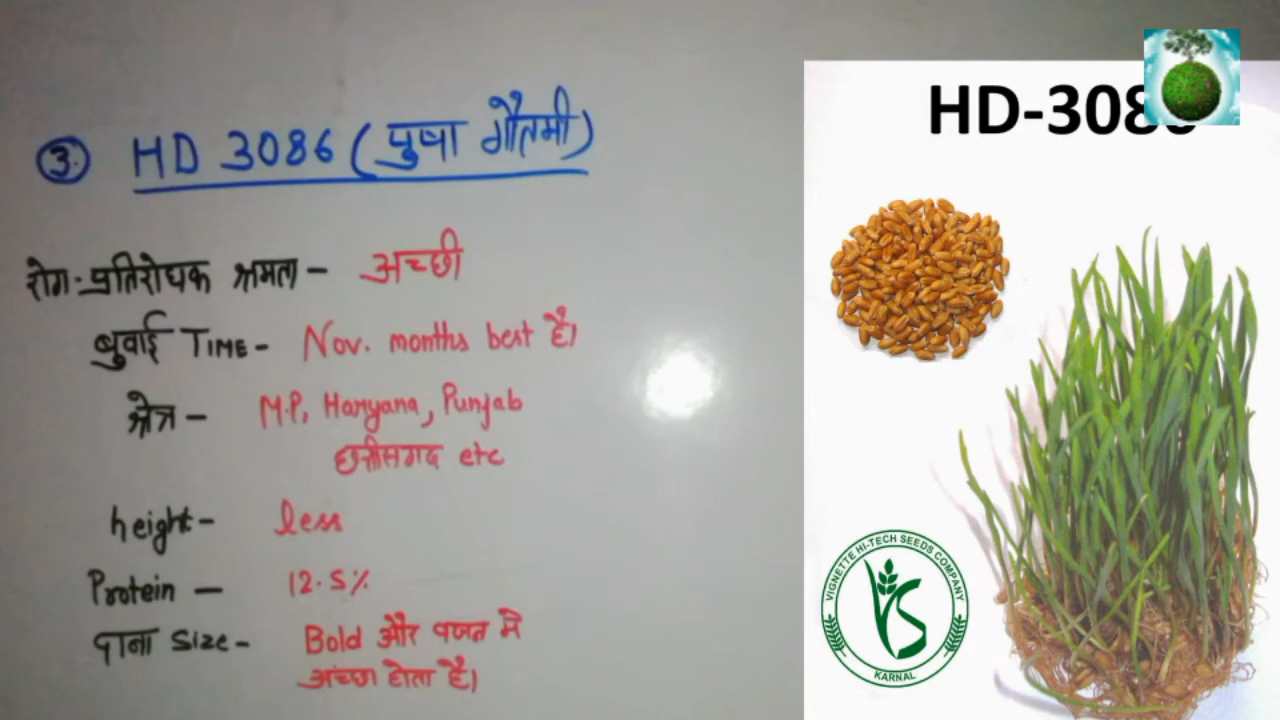 3. HD 3086 (पुषा गौतमी)
रोग-प्रतिरोधक क्षमता - अच्छी
बुवाई TIME - Nov. months best है।
क्षेत्र - M.P, Haryana, Punjab
छत्तीसगढ etc
height - less
Protein - 12.5%
दाना Size - Bold और वजन मे
अच्छा होता है।
HD-3086
VIGNETTE HI-TECH SEEDS COMPANY
VS
KARNAL